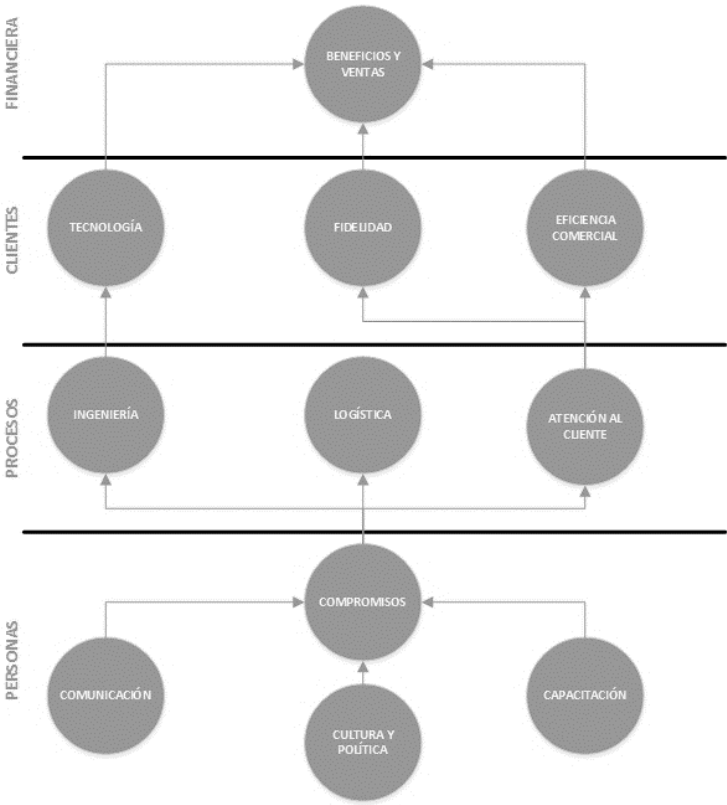 FINANCIERA
BENEFICIOS Y
VENTAS
CLIENTES
TECNOLOGÍA
FIDELIDAD
EFICIENCIA
COMERCIAL
PROCESOS
INGENIERÍA
LOGÍSTICA
ATENCIÓN AL
CLIENTE
PERSONAS
COMPROMISOS
COMUNICACIÓN
CULTURA Y
POLÍTICA
CAPACITACIÓN